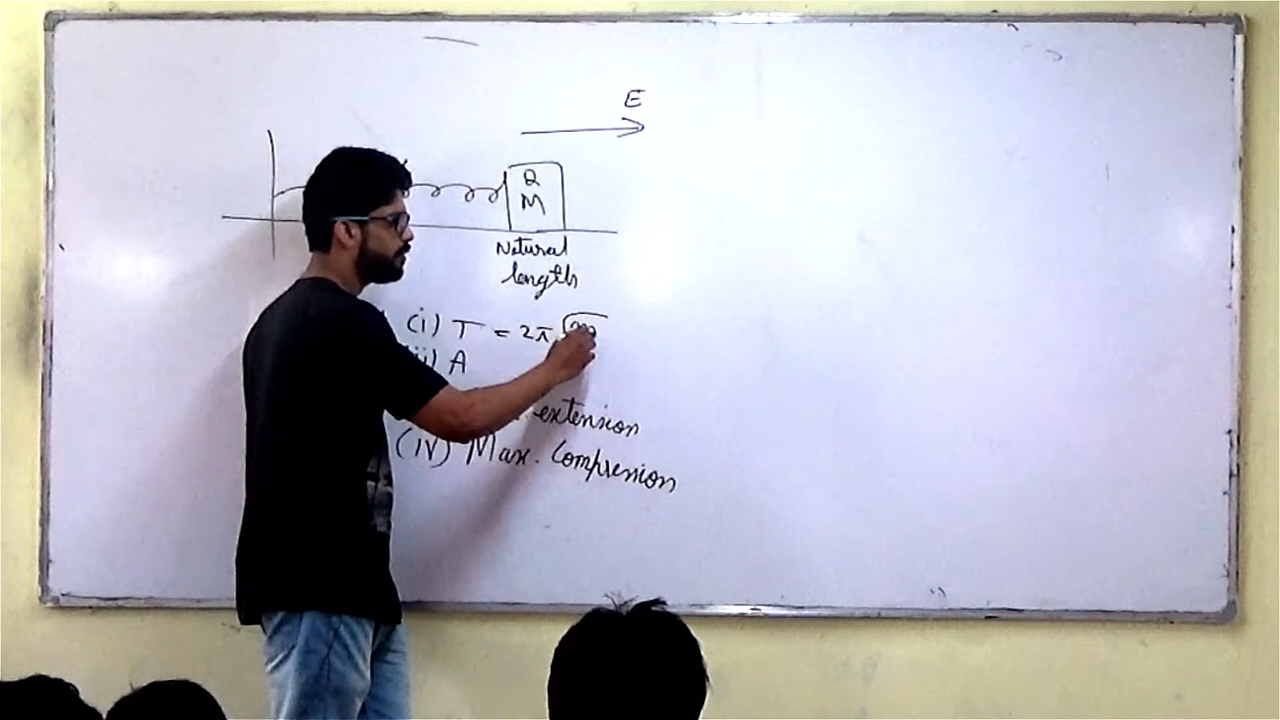 E
Q
M
Natural
length
(i) T = 2π √m
(ii) A
extension
(iv) Max. Compression